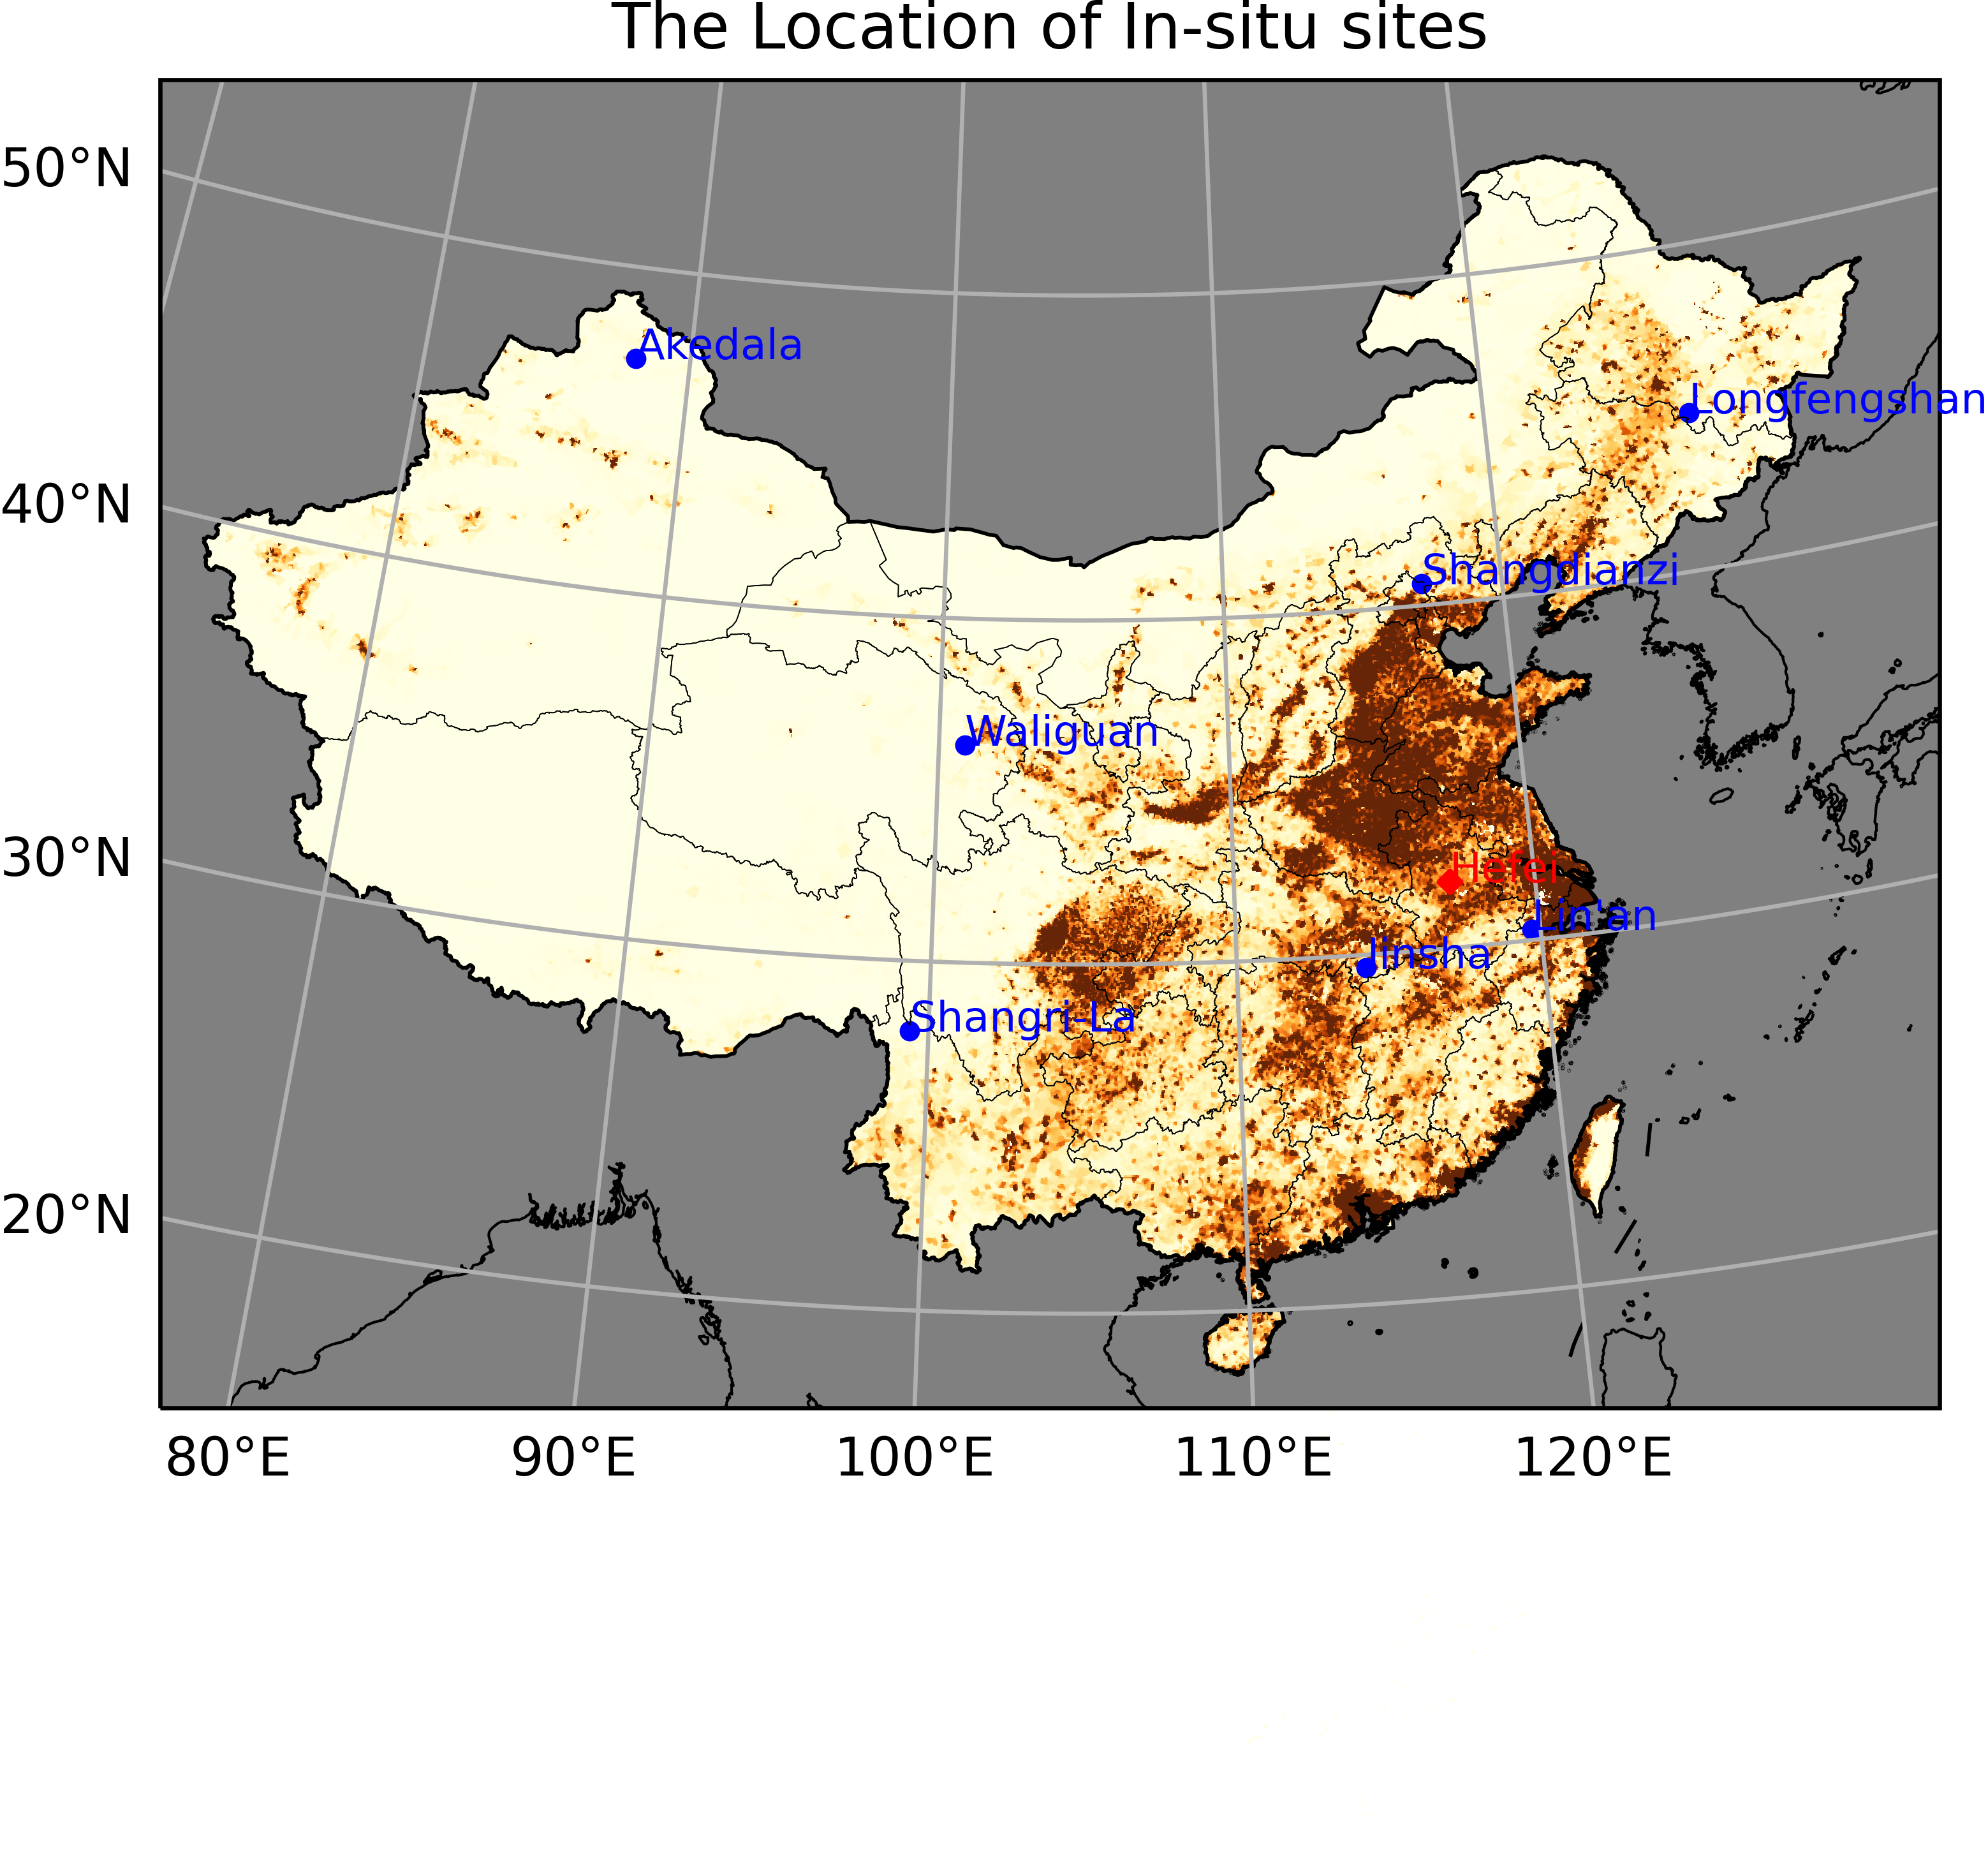 The Location of In-situ sites
50°N
Akedala
Longfengshan
40°N
Shangdianzi
Waliguan
30°N
Hefei
Lin'an
Jinsha
Shangri-La
20°N
80°E
90°E
100°E
110°E
120°E